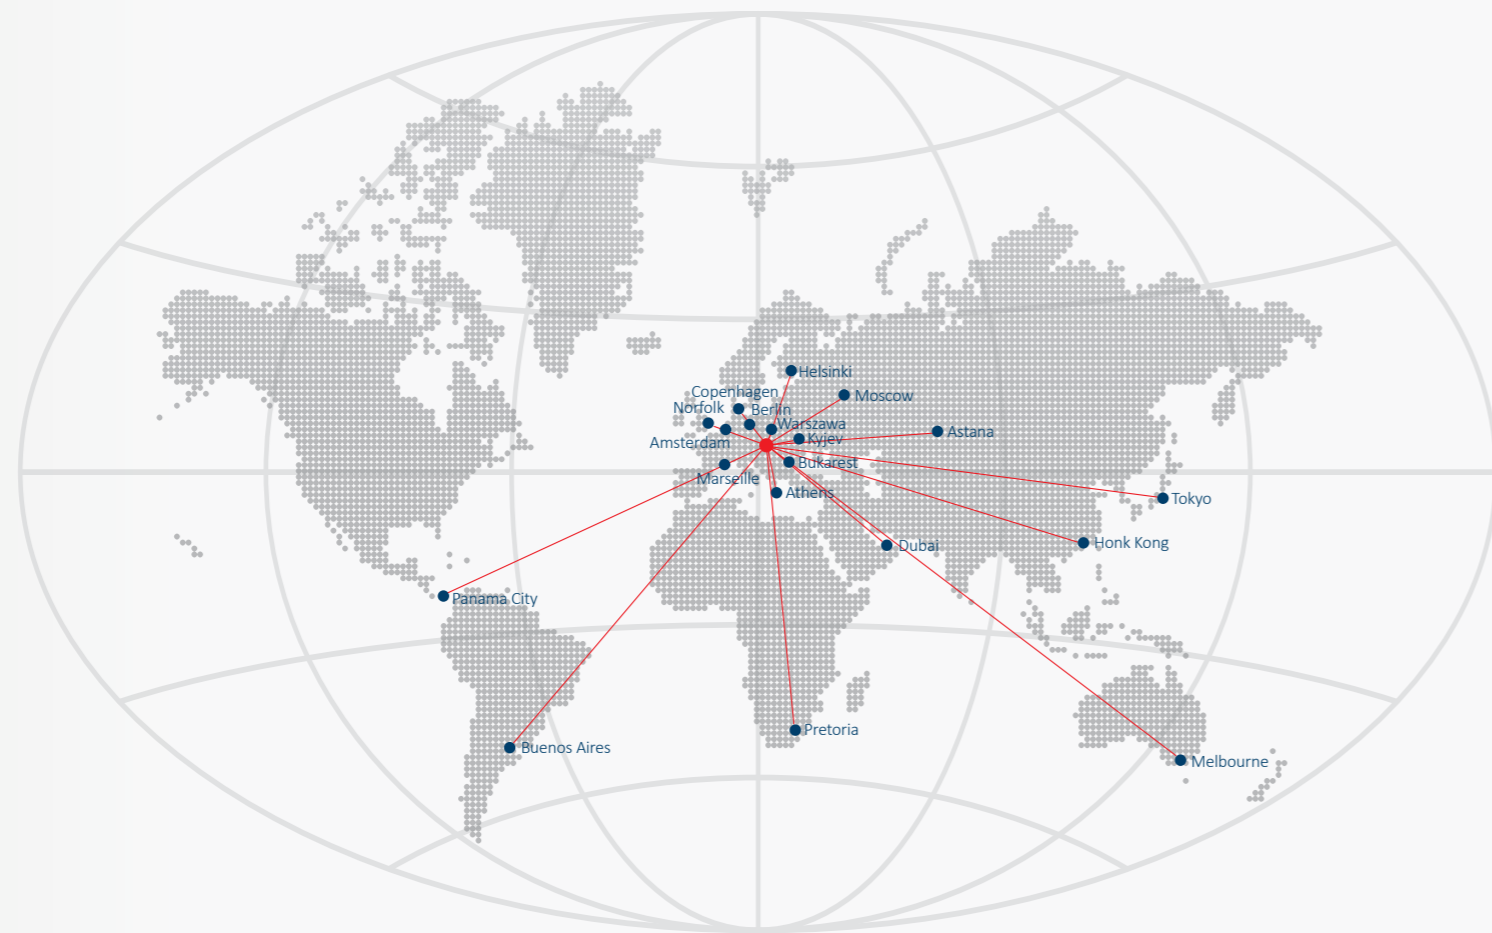 Helsinki
Copenhagen
Moscow
Norfolk
Berlin
Warszawa
Astana
Amsterdam
Kyjev
Bukarest
Marseille
Athens
Tokyo
Honk Kong
Dubai
Panama City
Pretoria
Buenos Aires
Melbourne